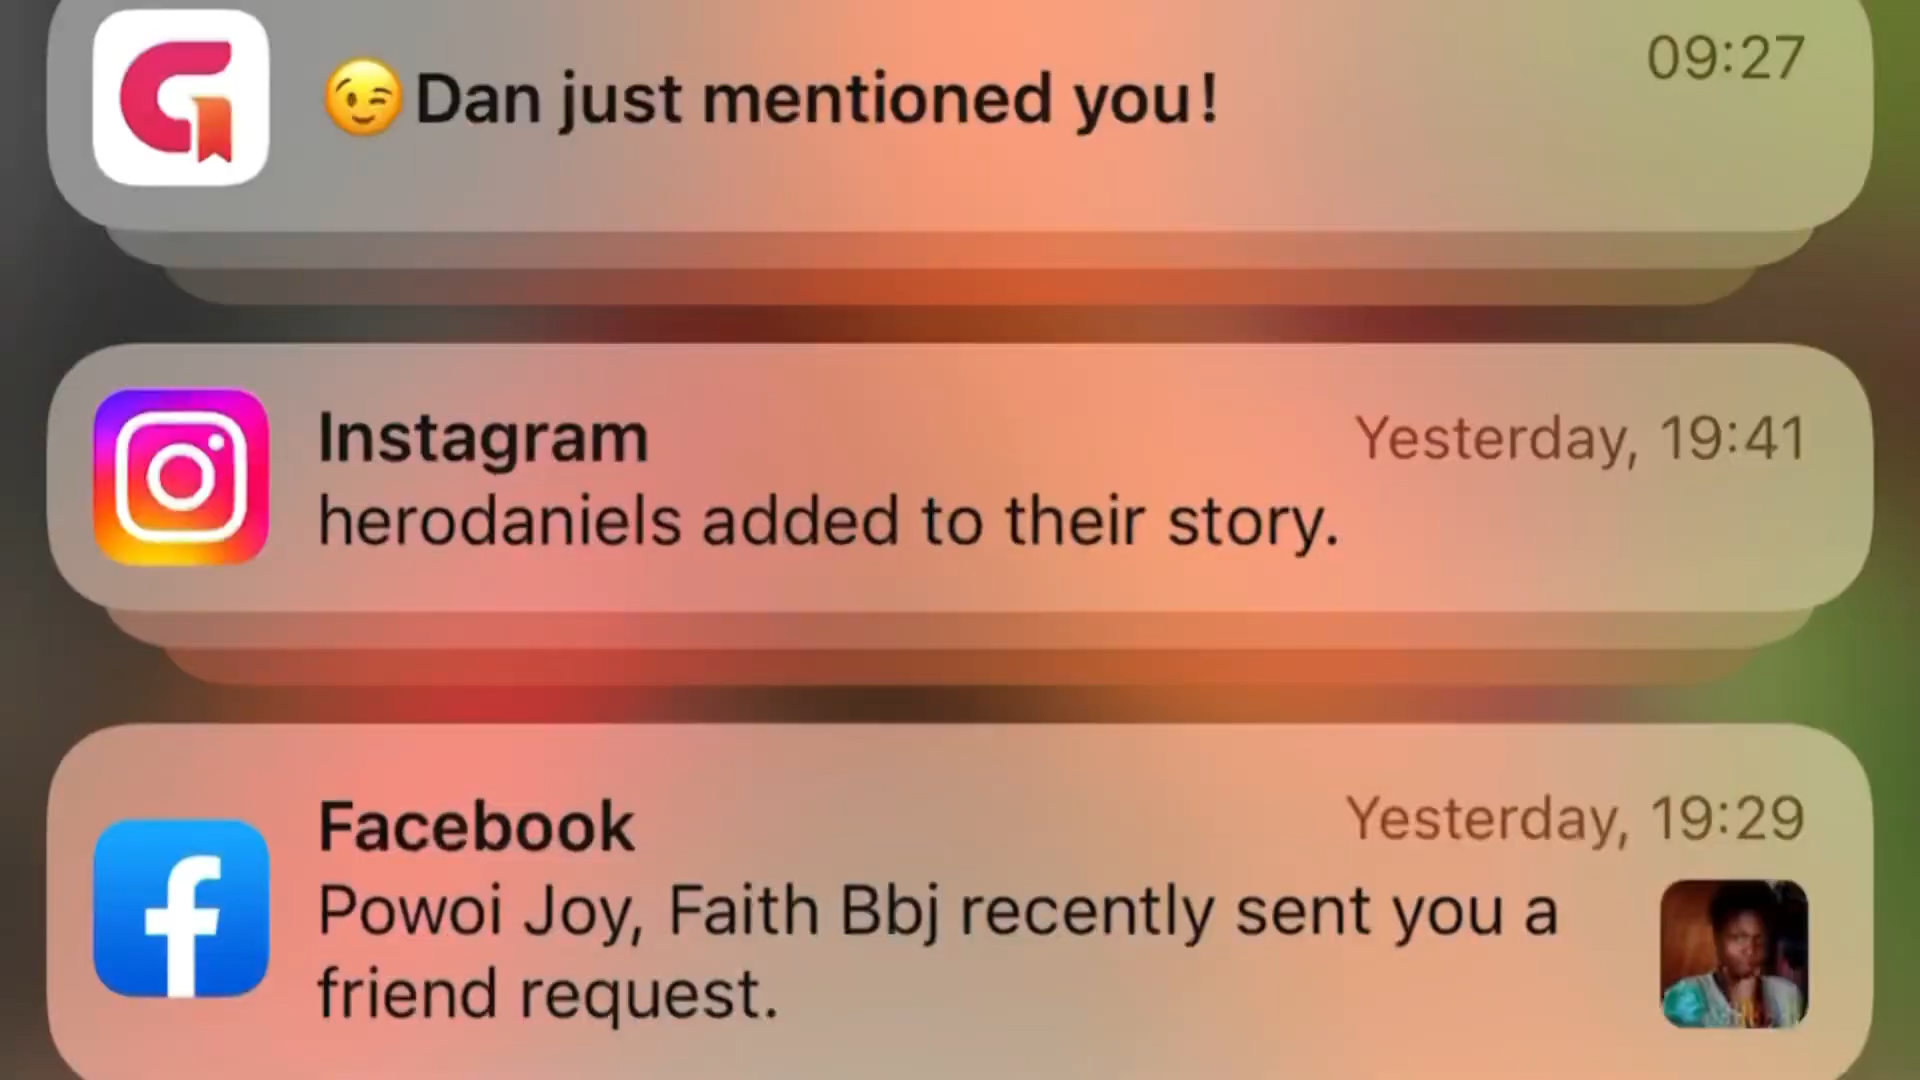 😉Dan just mentioned you!
09:27
Instagram
Yesterday, 19:41
herodaniels added to their story.
Facebook
Yesterday, 19:29
Powoi Joy, Faith Bbj recently sent you a
friend request.